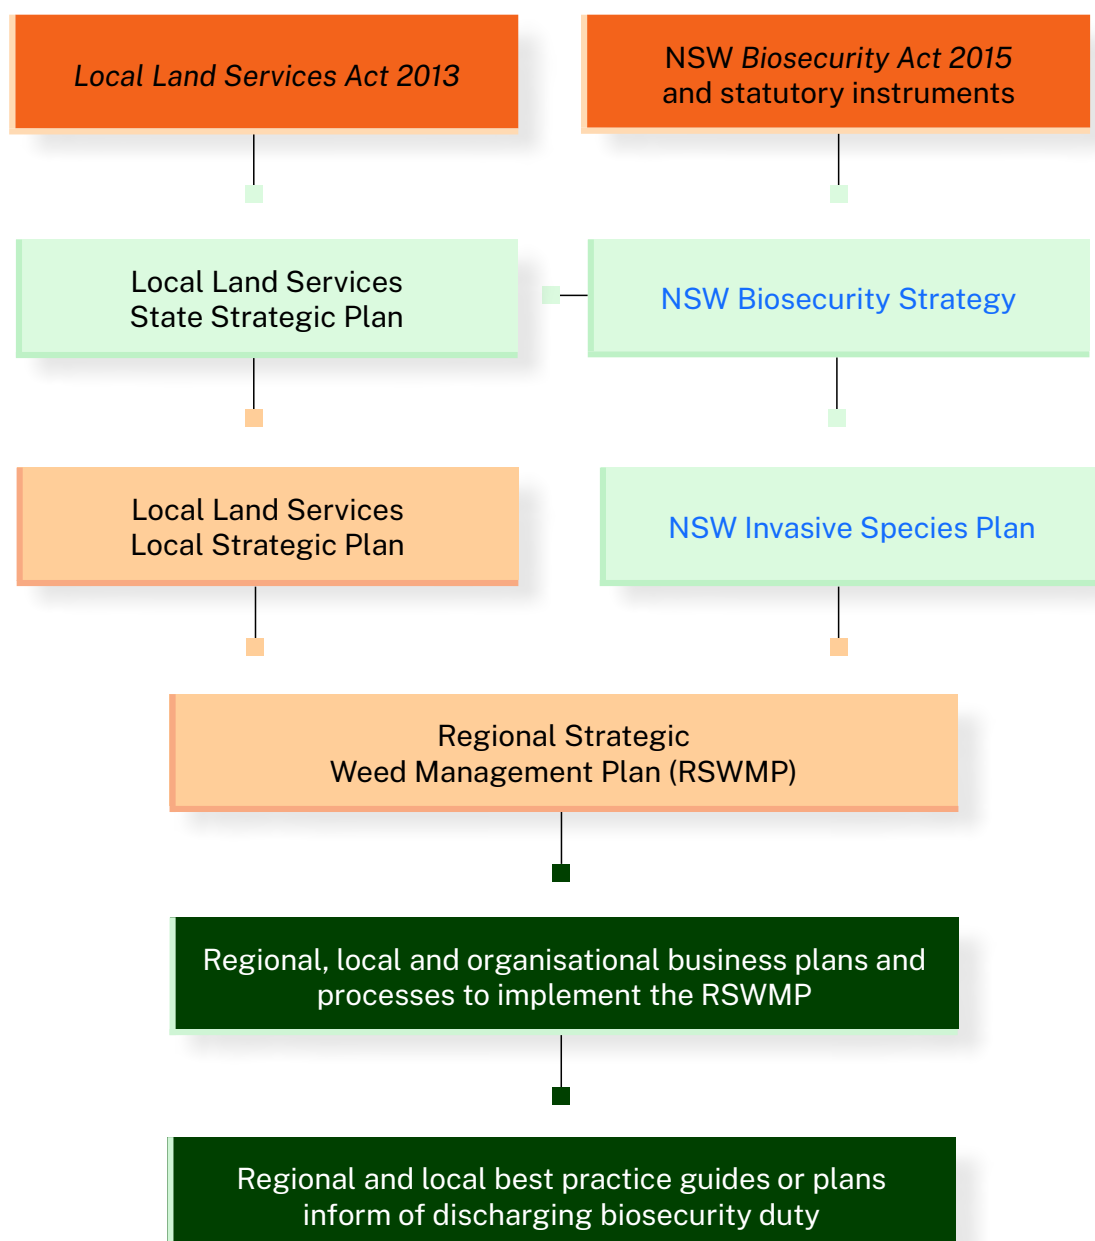 Local Land Services Act 2013
NSW Biosecurity Act 2015
and statutory instruments
Local Land Services
State Strategic Plan
NSW Biosecurity Strategy
Local Land Services
Local Strategic Plan
NSW Invasive Species Plan
Regional Strategic
Weed Management Plan (RSWMP)
Regional, local and organisational business plans and
processes to implement the RSWMP
Regional and local best practice guides or plans
inform of discharging biosecurity duty